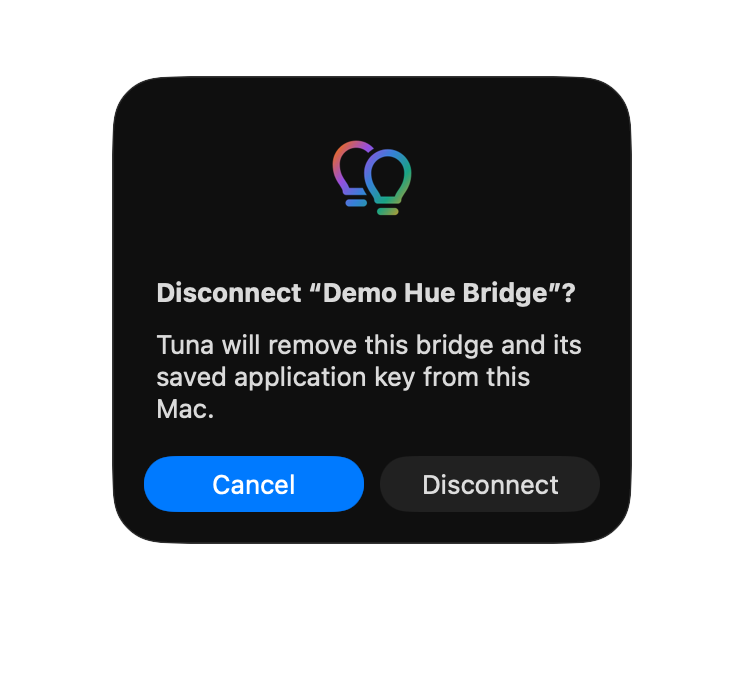 Disconnect “Demo Hue Bridge”?
Tuna will remove this bridge and its
saved application key from this
Mac.
Cancel
Disconnect